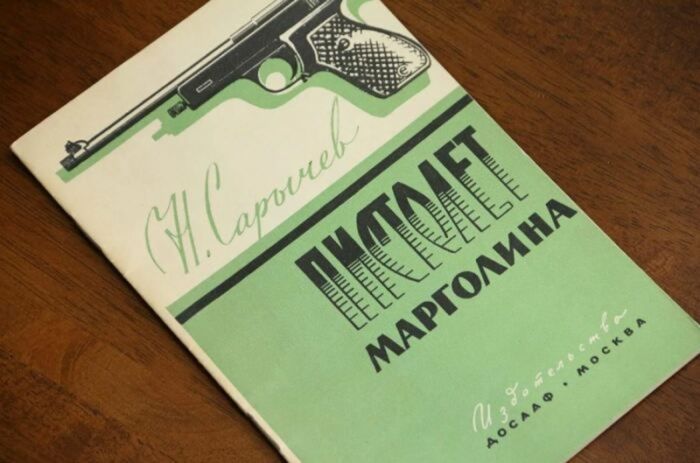 Н. Сарычев
ПИСТОЛЕТ
МАРГОЛИНА
Издательство
ДОСААФ • МОСКВА